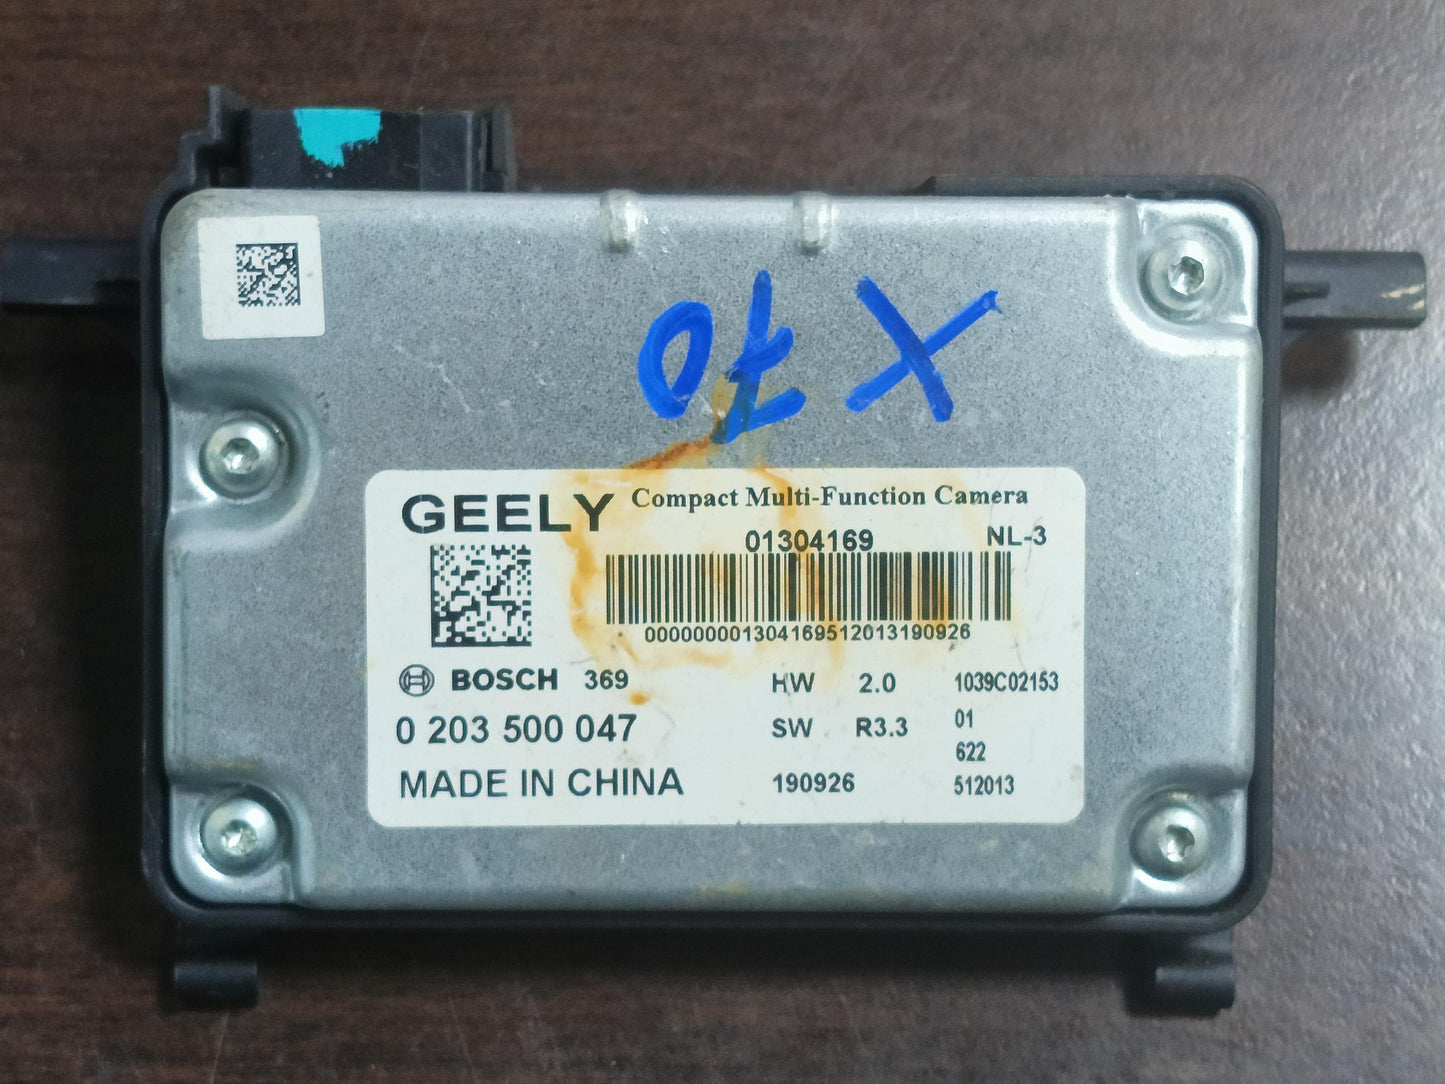 X70
GEELY Compact Multi-Function Camera
01304169 NL-3
000000001304169512013190926
BOSCH 369 HW 2.0 1039C02153
0 203 500 047 SW R3.3 01
622
MADE IN CHINA 190926 512013